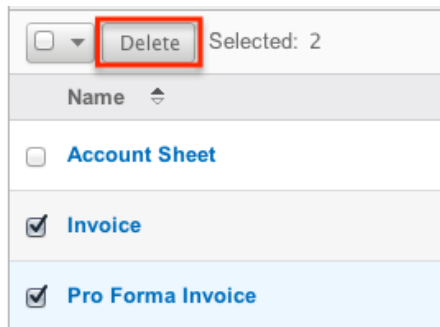 Delete Selected: 2
Name
Account Sheet
Invoice
Pro Forma Invoice